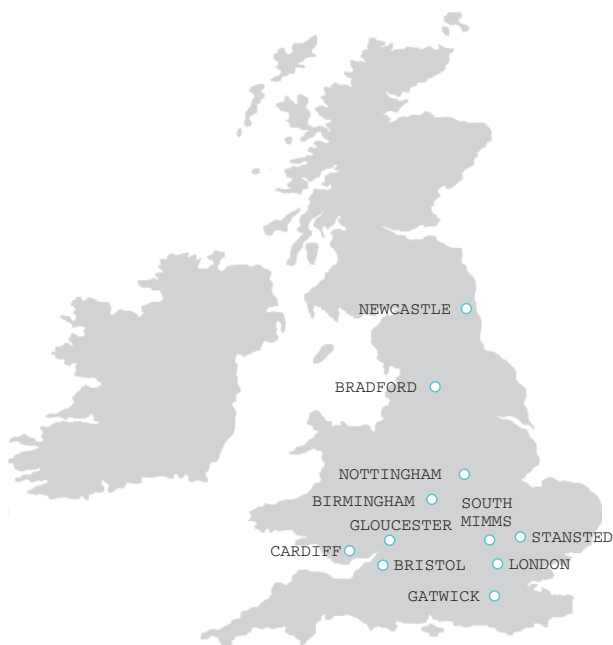 NEWCASTLE
BRADFORD
NOTTINGHAM
BIRMINGHAM
SOUTH
MIMMS
GLOUCESTER
STANSTED
CARDIFF
BRISTOL
LONDON
GATWICK